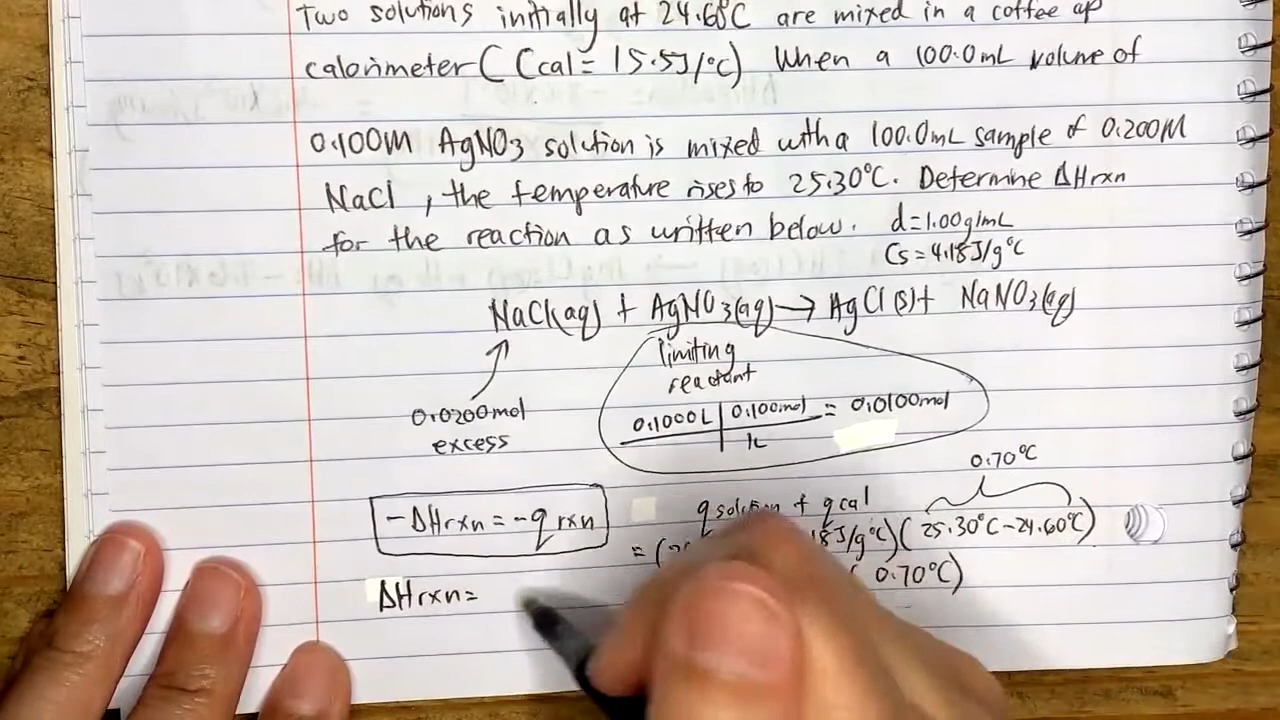 Two solutions initially at 24.60°C are mixed in a coffee cup
calorimeter (Ccal = 15.5J/°C) When a 100.0mL volume of
0.100M AgNO3 solution is mixed with a 100.0mL sample of 0.200M
NaCl, the temperature rises to 25.30°C. Determine ΔHrxn
for the reaction as written below. d=1.00g/mL
Cs = 4.18J/g°C
NaCl(aq) + AgNO3(aq) → AgCl(s) + NaNO3(aq)
limiting
reactant
0.0200mol
excess
0.1000L | 0.100mol = 0.0100mol
1L
0.70°C
-ΔHrxn = -q rxn
q solution + q cal
= ( 18J/g°C)(25.30°C-24.60°C)
( 0.70°C)
ΔHrxn=